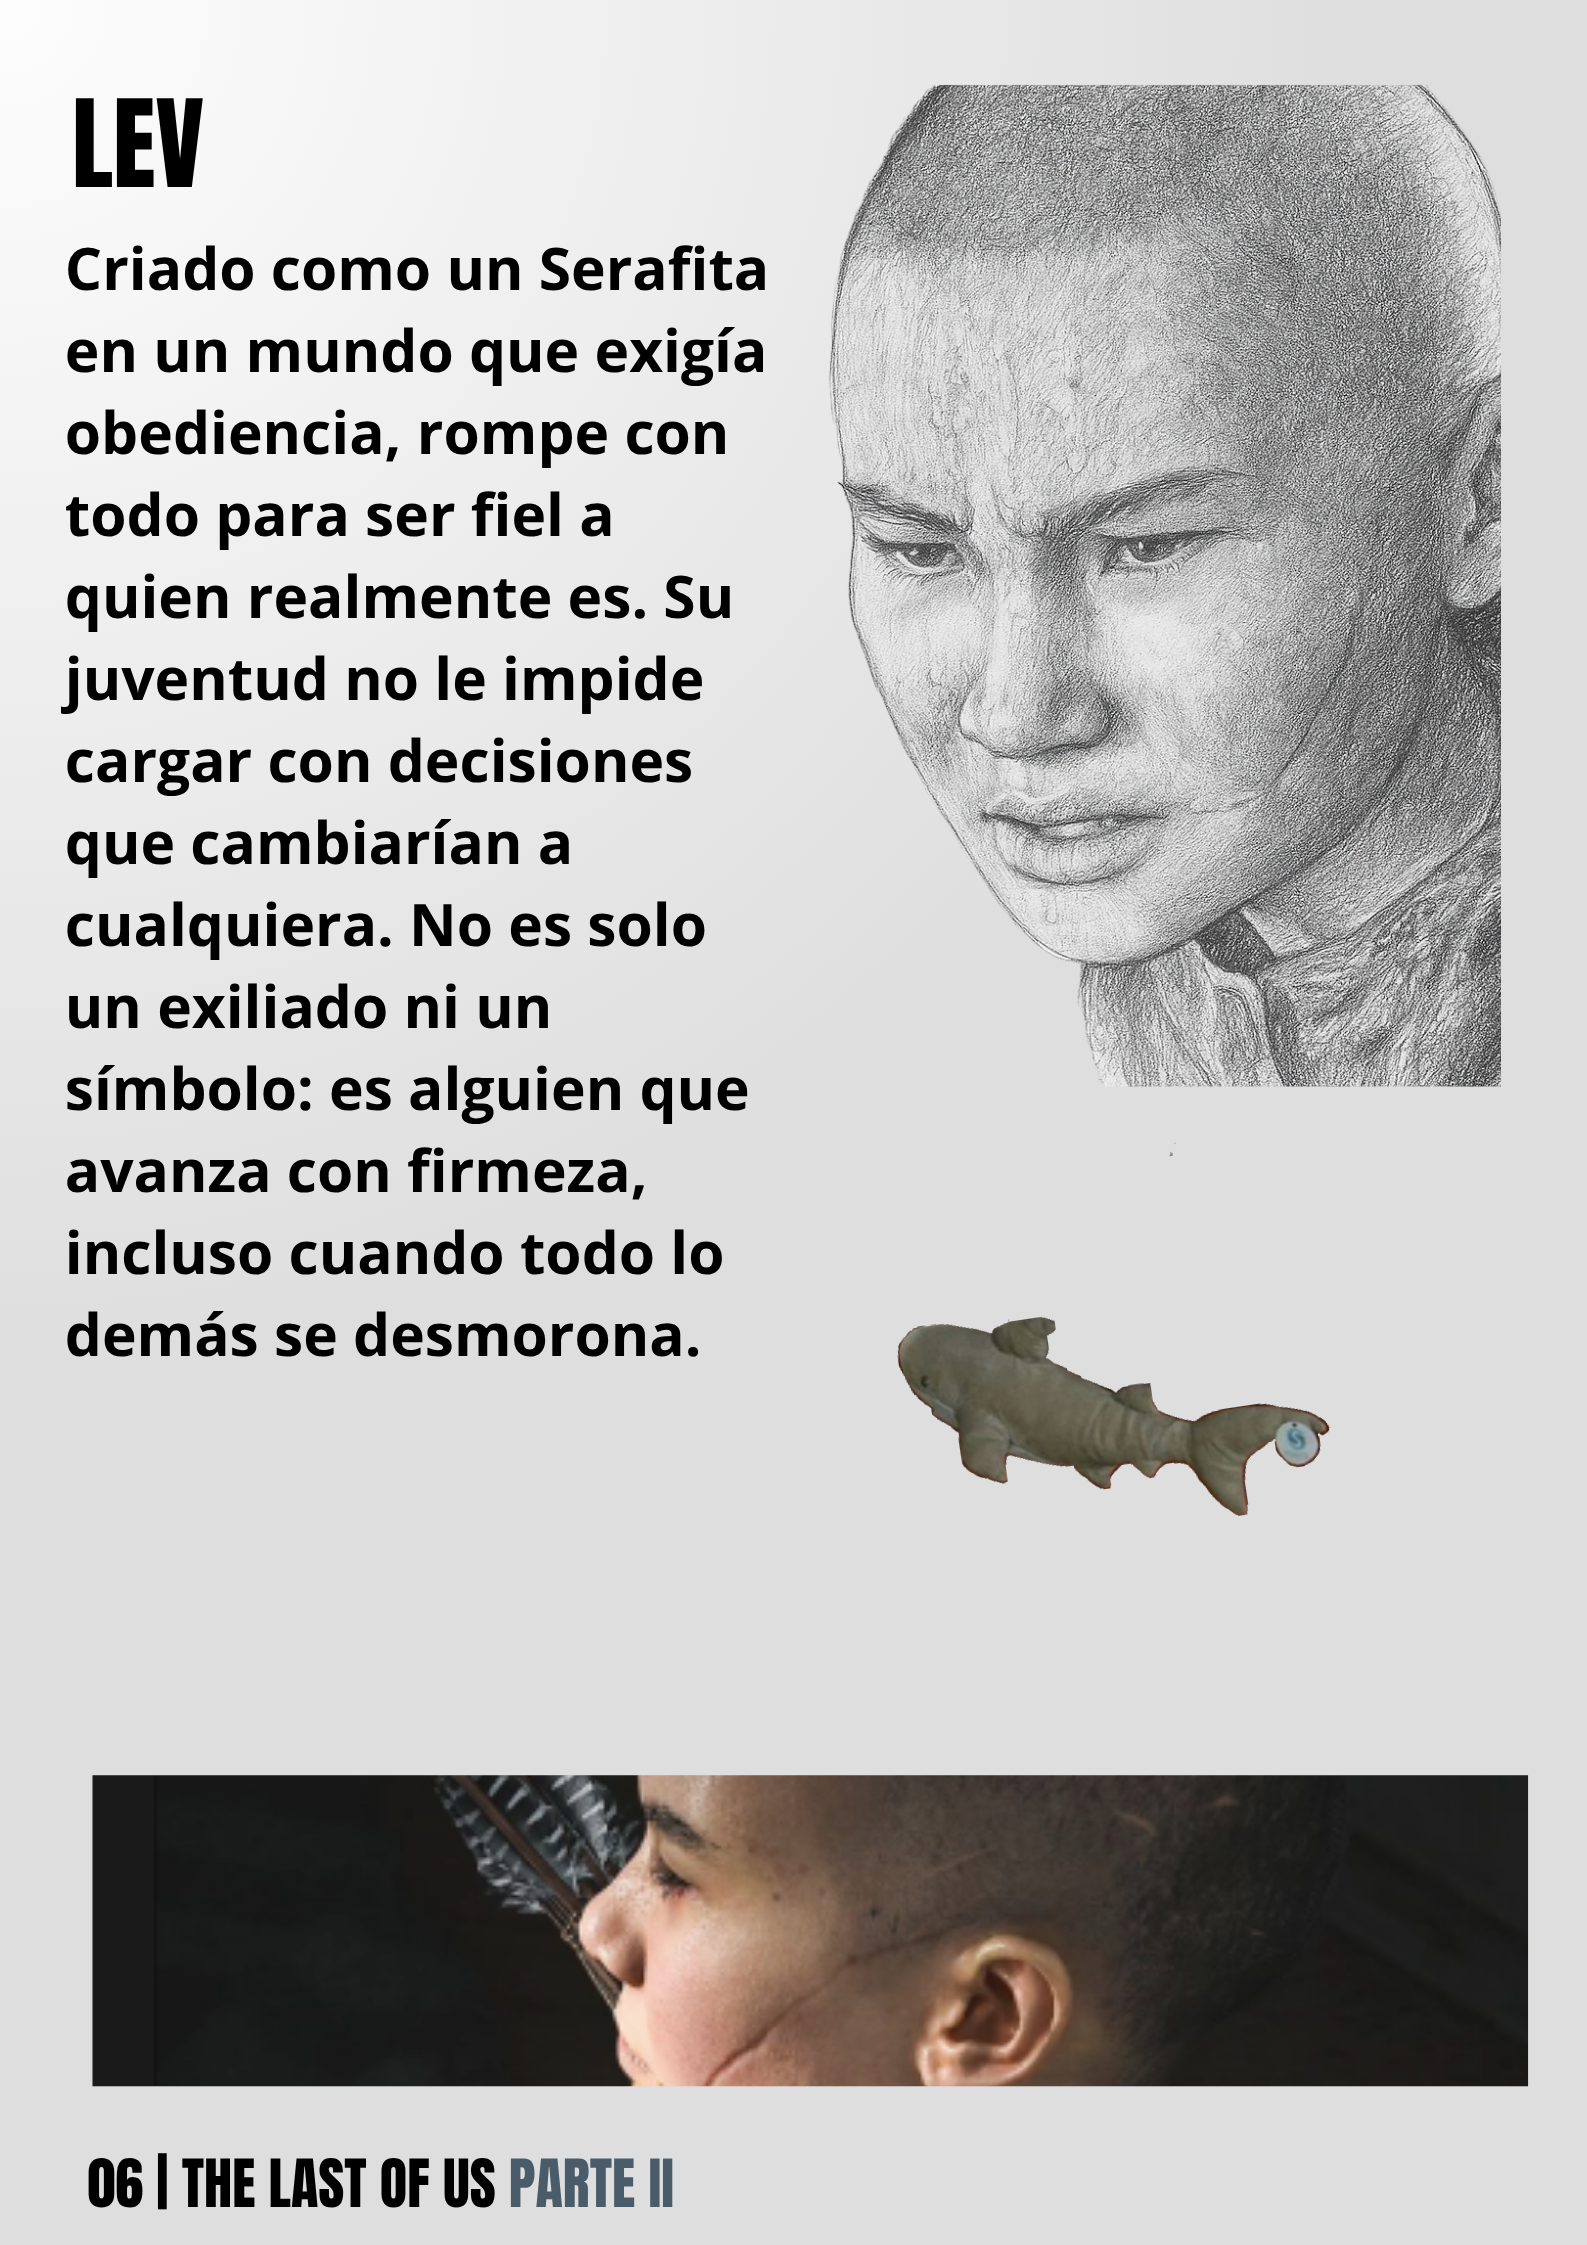 LEV
Criado como un Serafita
en un mundo que exigía
obediencia, rompe con
todo para ser fiel a
quien realmente es. Su
juventud no le impide
cargar con decisiones
que cambiarían a
cualquiera. No es solo
un exiliado ni un
símbolo: es alguien que
avanza con firmeza,
incluso cuando todo lo
demás se desmorona.
06 | THE LAST OF US PARTE II